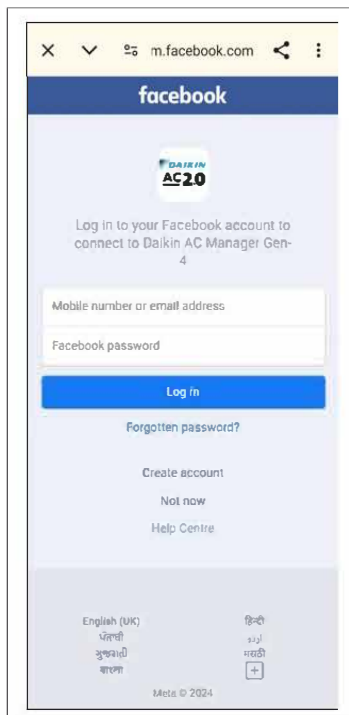 m.facebook.com
facebook
DAIKIN
AC 2.0
Log in to your Facebook account to
connect to Daikin AC Manager Gen-
4
Mobile number or email address
Facebook password
Log in
Forgotten password?
Create account
Not now
Help Centre
English (UK) हिन्दी
ਪੰਜਾਬੀ اردو
ગુજરાતી मराठी
বাংলা
Meta © 2024